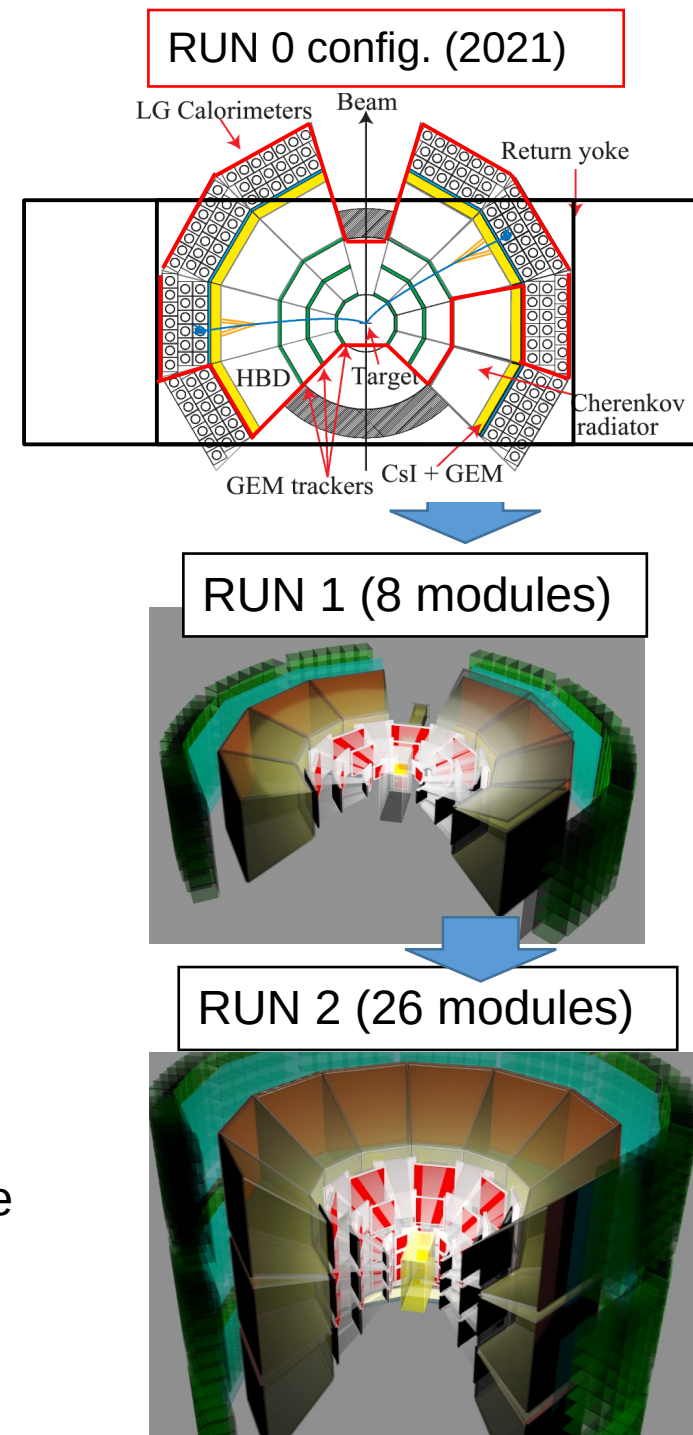 RUN 0 config. (2021)
LG Calorimeters
Beam
Return yoke
HBD
Target
Cherenkov
radiator
CsI + GEM
GEM trackers
RUN 1 (8 modules)
RUN 2 (26 modules)
e